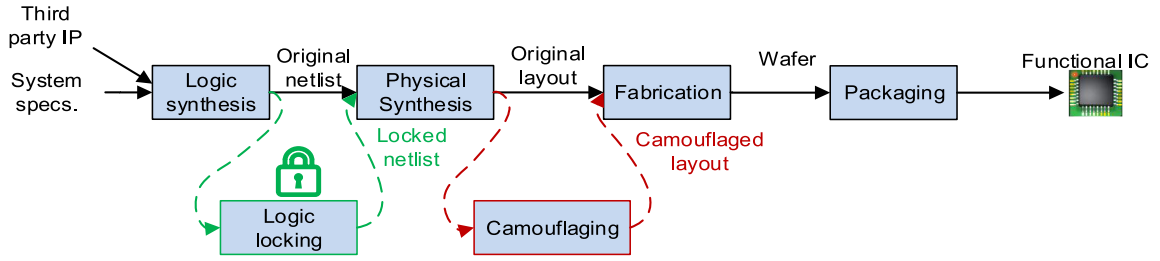 Third
party IP
System
specs.
Logic
synthesis
Original
netlist
Physical
Synthesis
Original
layout
Fabrication
Wafer
Packaging
Functional IC
Locked
netlist
Camouflaged
layout
Logic
locking
Camouflaging